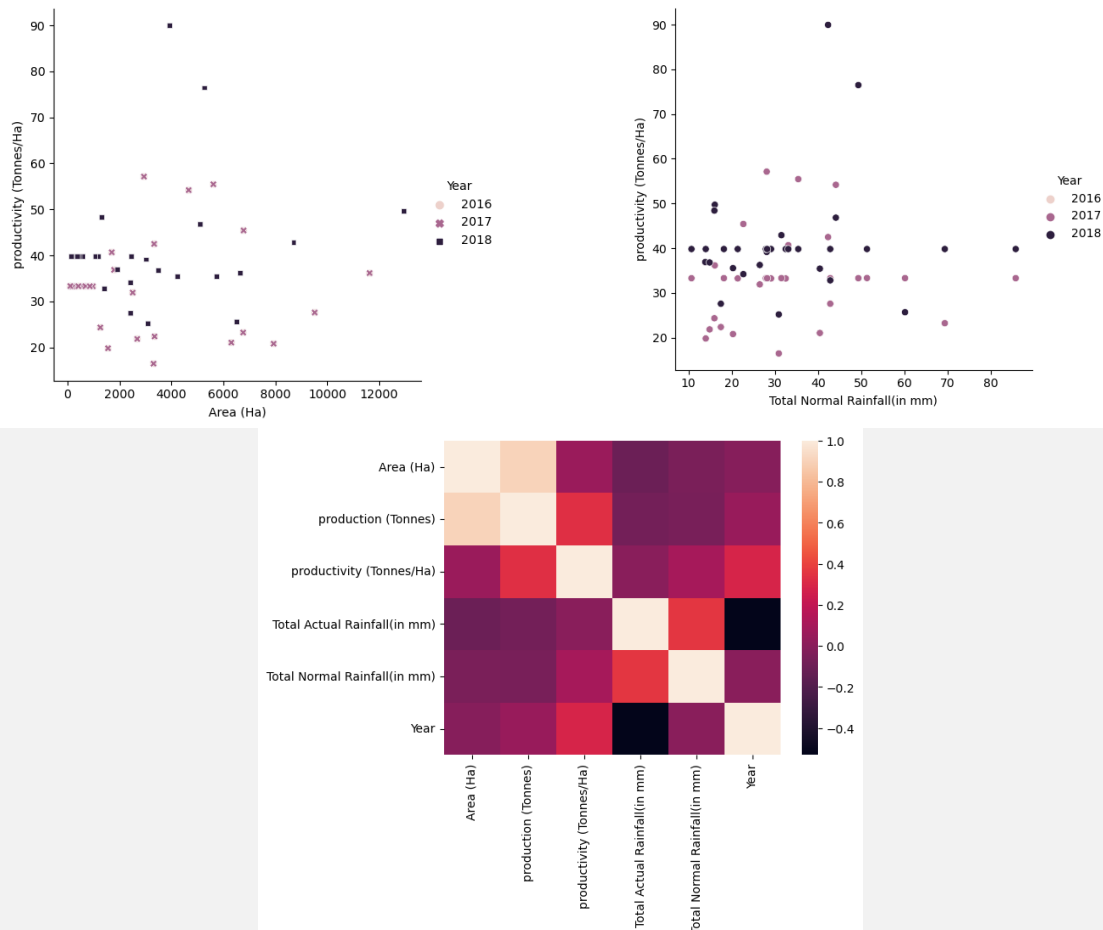 90
80
70
60
50
40
30
20
productivity (Tonnes/Ha)
0 2000 4000 6000 8000 10000 12000
Area (Ha)
Year
2016
2017
2018
90
80
70
60
50
40
30
20
productivity (Tonnes/Ha)
10 20 30 40 50 60 70 80
Total Normal Rainfall(in mm)
Year
2016
2017
2018
Area (Ha)
production (Tonnes)
productivity (Tonnes/Ha)
Total Actual Rainfall(in mm)
Total Normal Rainfall(in mm)
Year
Area (Ha)
production (Tonnes)
productivity (Tonnes/Ha)
Total Actual Rainfall(in mm)
Total Normal Rainfall(in mm)
Year
1.0
0.8
0.6
0.4
0.2
0.0
−0.2
−0.4